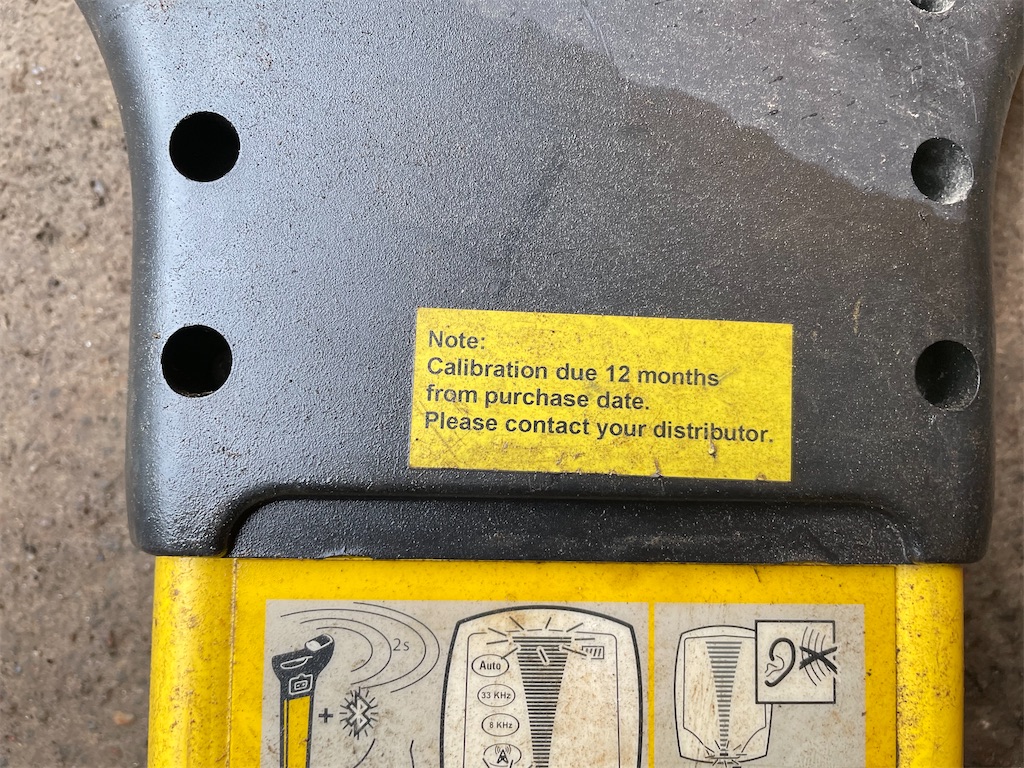 Note:
Calibration due 12 months
from purchase date.
Please contact your distributor.
2s
+
Auto
33 KHz
8 KHz